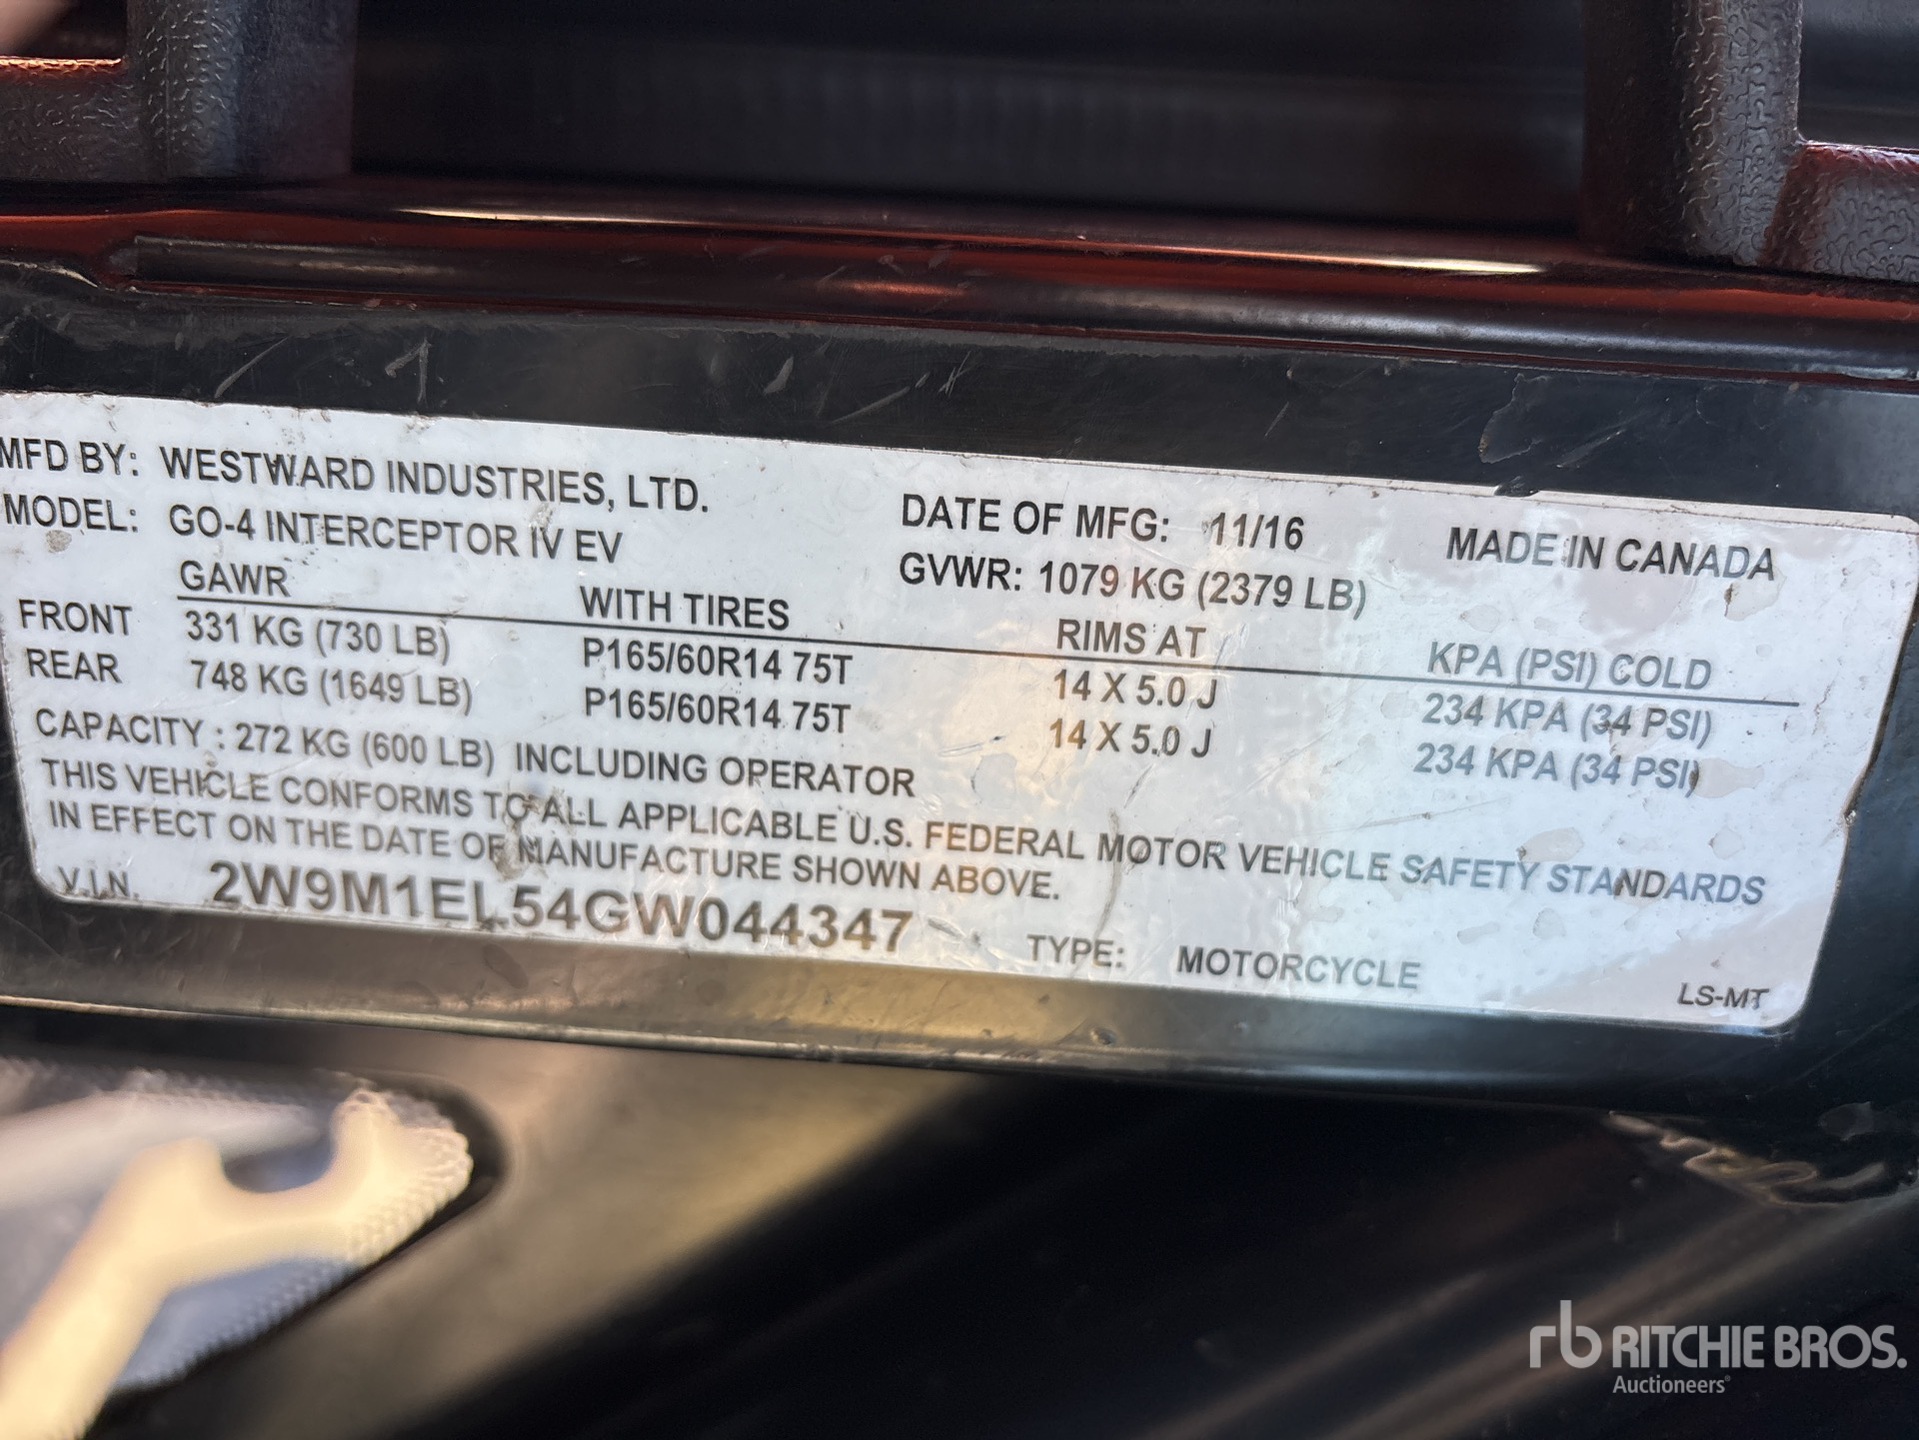 MFD BY: WESTWARD INDUSTRIES, LTD.
MODEL: GO-4 INTERCEPTOR IV EV
DATE OF MFG: 11/16
MADE IN CANADA
GVWR: 1079 KG (2379 LB)
GAWR WITH TIRES RIMS AT KPA (PSI) COLD
FRONT 331 KG (730 LB) P165/60R14 75T 14 X 5.0 J 234 KPA (34 PSI)
REAR 748 KG (1649 LB) P165/60R14 75T 14 X 5.0 J 234 KPA (34 PSI)
CAPACITY : 272 KG (600 LB) INCLUDING OPERATOR
THIS VEHICLE CONFORMS TO ALL APPLICABLE U.S. FEDERAL MOTOR VEHICLE SAFETY STANDARDS
IN EFFECT ON THE DATE OF MANUFACTURE SHOWN ABOVE.
V.I.N. 2W9M1EL54GW044347 TYPE: MOTORCYCLE
LS-MT
rb RITCHIE BROS.
Auctioneers®